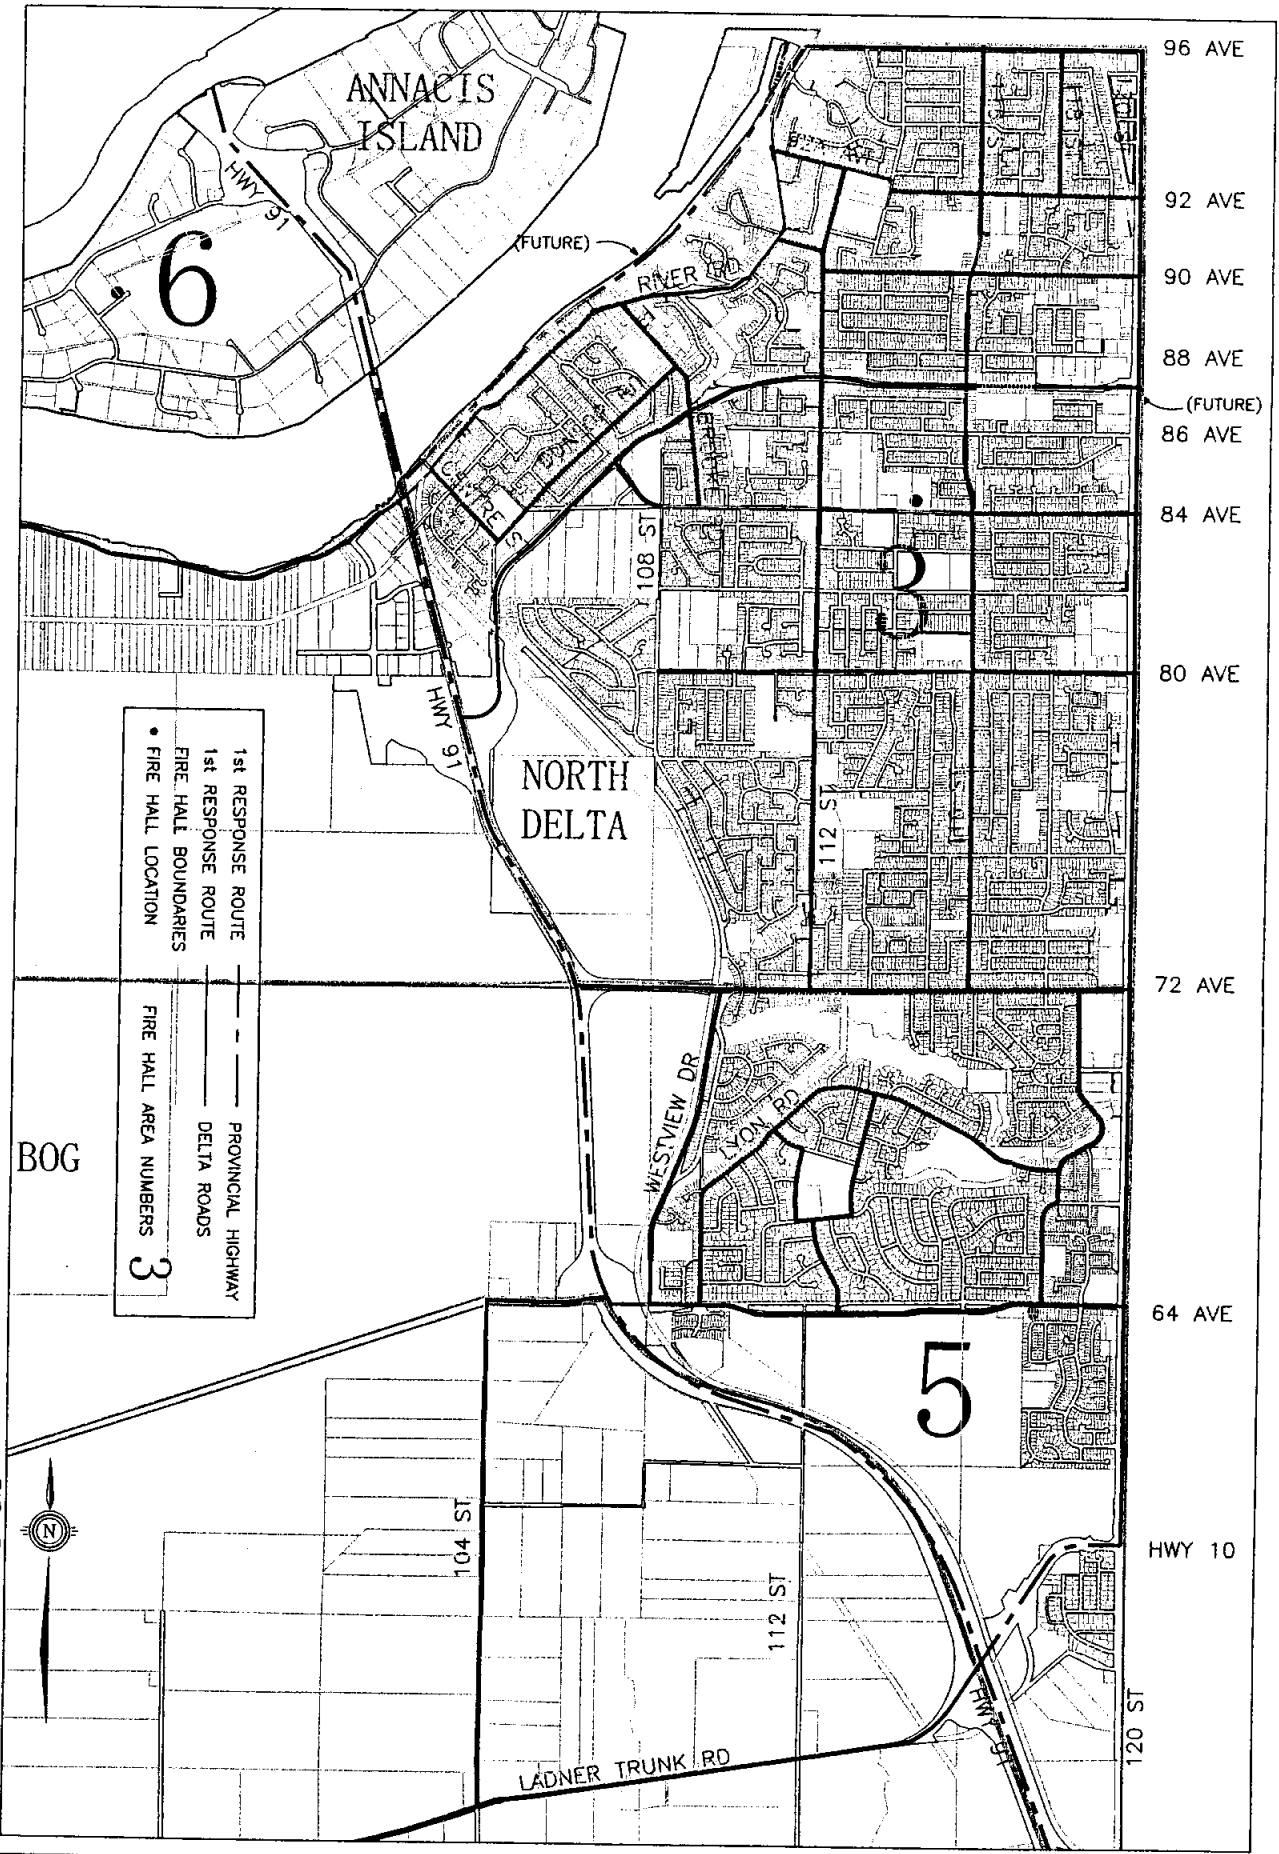 96 AVE
ANNACIS
ISLAND
92 AVE
HWY 91
6
(FUTURE)
RIVER RD
90 AVE
88 AVE
(FUTURE)
86 AVE
84 AVE
108 ST
3
80 AVE
HWY 91
NORTH
DELTA
112 ST
72 AVE
1st RESPONSE ROUTE PROVINCIAL HIGHWAY
1st RESPONSE ROUTE DELTA ROADS
FIRE HALL BOUNDARIES
FIRE HALL LOCATION FIRE HALL AREA NUMBERS 3
BOG
WESTVIEW DR
LYON RD
64 AVE
5
N
104 ST
HWY 10
112 ST
HWY 91
120 ST
LADNER TRUNK RD